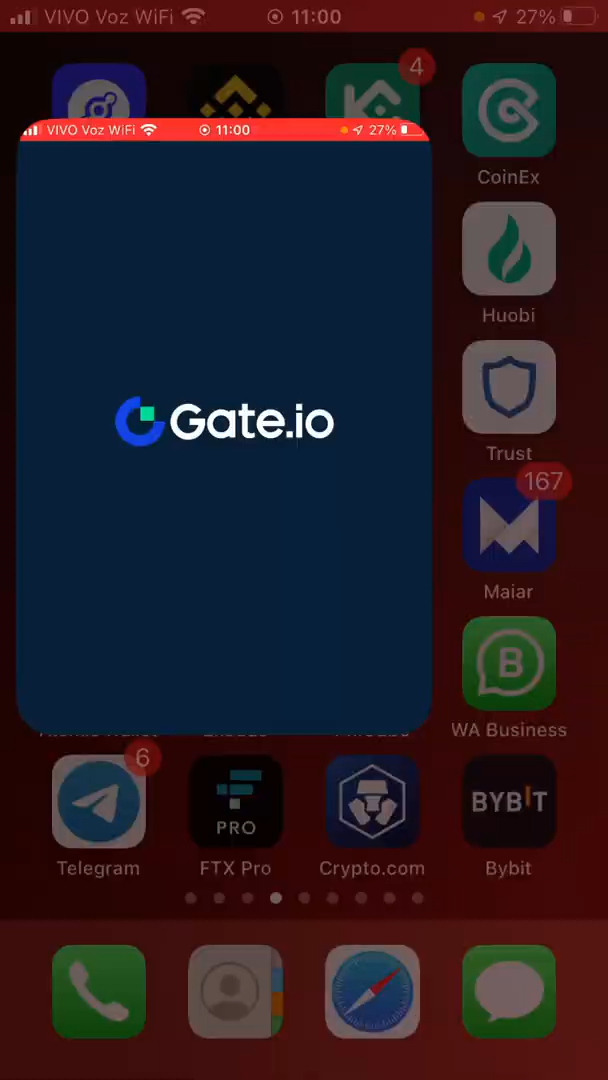 VIVO Voz WiFi 11:00 27%
4
VIVO Voz WiFi 11:00 27%
CoinEx
Gate.io
Huobi
Trust
167
Maiar
B
WA Business
6
PRO
BYBIT
Telegram
FTX Pro
Crypto.com
Bybit